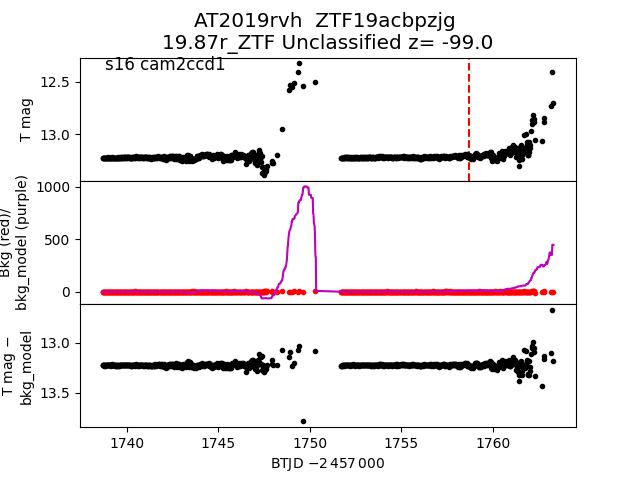 AT2019rvh  ZTF19acbpzjg
19.87r_ZTF Unclassified z= -99.0
s16 cam2ccd1
T mag
12.5
13.0
Bkg (red)/
bkg_model (purple)
1000
500
0
T mag −
bkg_model
13.0
13.5
1740
1745
1750
1755
1760
BTJD −2 457 000